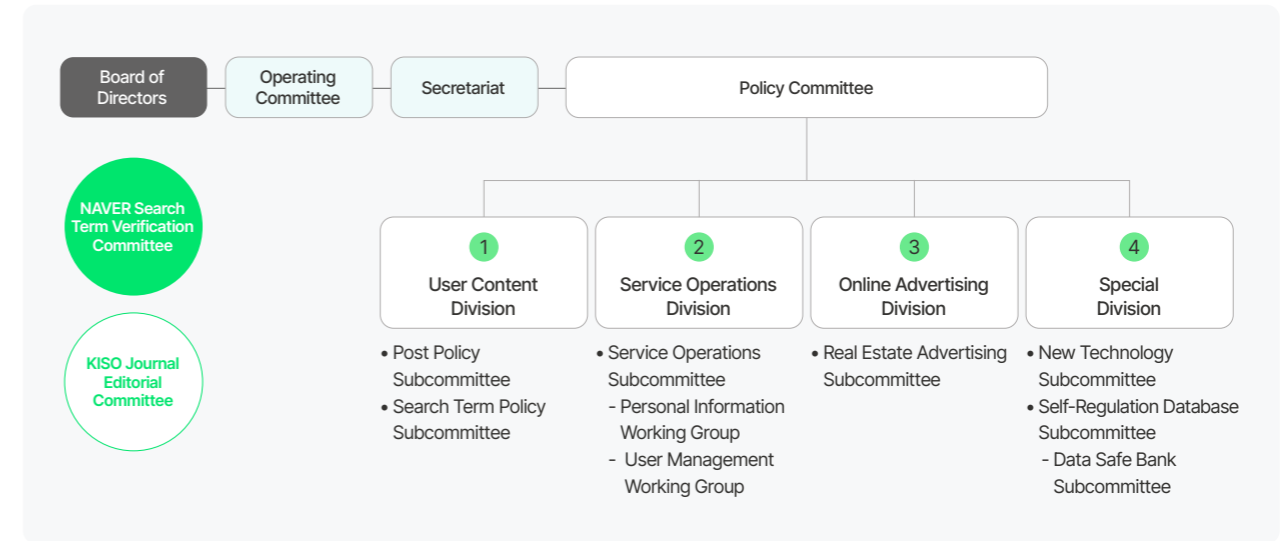 Board of
Directors
Operating
Committee
Secretariat
Policy Committee
NAVER Search
Term Verification
Committee
KISO Journal
Editorial
Committee
1
User Content
Division
• Post Policy
Subcommittee
• Search Term Policy
Subcommittee
2
Service Operations
Division
• Service Operations
Subcommittee
- Personal Information
Working Group
- User Management
Working Group
3
Online Advertising
Division
• Real Estate Advertising
Subcommittee
4
Special
Division
• New Technology
Subcommittee
• Self-Regulation Database
Subcommittee
- Data Safe Bank
Subcommittee